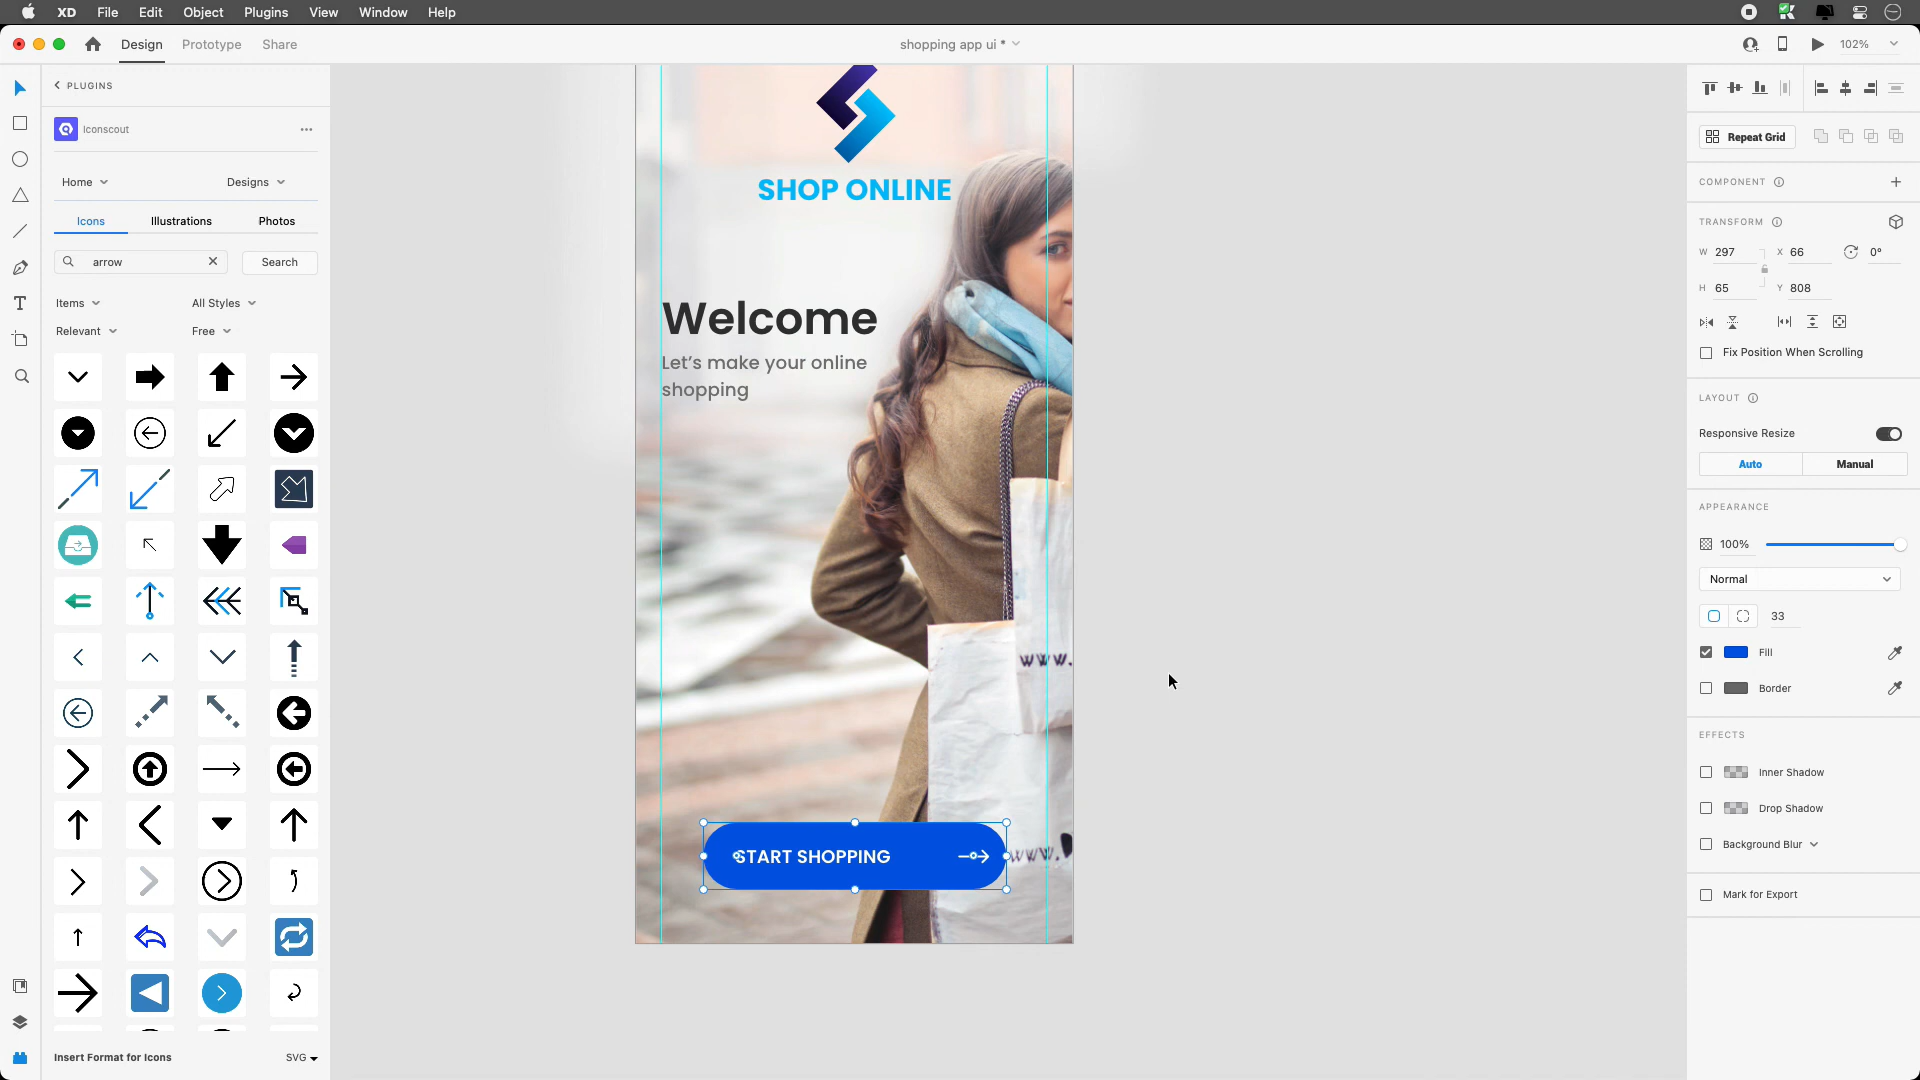 XD File Edit Object Plugins View Window Help
Design Prototype Share
shopping app ui *
102%
PLUGINS
Iconscout
Home Designs
Icons Illustrations Photos
arrow Search
Items All Styles
Relevant Free
Insert Format for Icons SVG
SHOP ONLINE
Welcome
Let's make your online
shopping
www.
www.
START SHOPPING
Repeat Grid
COMPONENT
TRANSFORM
W 297 X 66 0°
H 65 Y 808
Fix Position When Scrolling
LAYOUT
Responsive Resize
Auto Manual
APPEARANCE
100%
Normal
33
Fill
Border
EFFECTS
Inner Shadow
Drop Shadow
Background Blur
Mark for Export